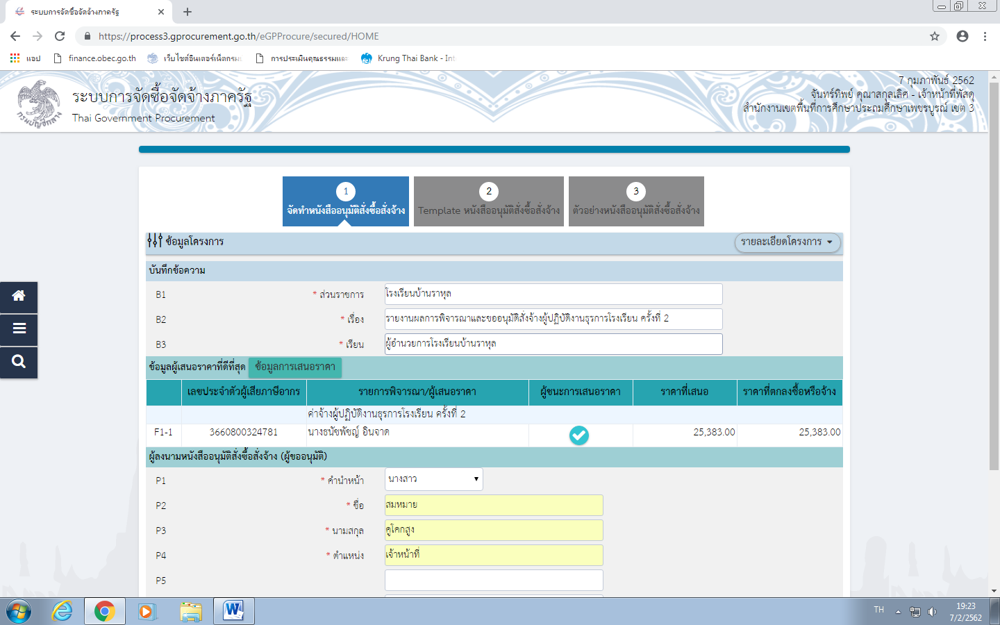 ระบบการจัดซื้อจัดจ้างภาครัฐ
https://process3.gprocurement.go.th/eGPProcure/secured/HOME
แอป finance.obec.go.th เว็บไซต์อินเตอร์เน็ตกรม การประเมินคุณธรรมและ Krung Thai Bank - Int
ระบบการจัดซื้อจัดจ้างภาครัฐ
Thai Government Procurement
7 กุมภาพันธ์ 2562
จันทร์ทิพย์ คุณาสกุลเลิศ - เจ้าหน้าที่พัสดุ
สำนักงานเขตพื้นที่การศึกษาประถมศึกษาเพชรบูรณ์ เขต 3
กรมบัญชีกลาง
1 2 3
จัดทำหนังสืออนุมัติสั่งซื้อสั่งจ้าง Template หนังสืออนุมัติสั่งซื้อสั่งจ้าง ตัวอย่างหนังสืออนุมัติสั่งซื้อสั่งจ้าง
ข้อมูลโครงการ รายละเอียดโครงการ
บันทึกข้อความ
B1 * ส่วนราชการ โรงเรียนบ้านราหุล
B2 * เรื่อง รายงานผลการพิจารณาและขออนุมัติสั่งจ้างผู้ปฏิบัติงานธุรการโรงเรียน ครั้งที่ 2
B3 * เรียน ผู้อำนวยการโรงเรียนบ้านราหุล
ข้อมูลผู้เสนอราคาที่ดีที่สุด ข้อมูลการเสนอราคา
เลขประจำตัวผู้เสียภาษีอากร รายการพิจารณา/ผู้เสนอราคา ผู้ชนะการเสนอราคา ราคาที่เสนอ ราคาที่ตกลงซื้อหรือจ้าง
ค่าจ้างผู้ปฏิบัติงานธุรการโรงเรียน ครั้งที่ 2
F1-1 3660800324781 นางธนัชพัชญ์ อินจาด 25,383.00 25,383.00
ผู้ลงนามหนังสืออนุมัติสั่งซื้อสั่งจ้าง (ผู้ขออนุมัติ)
P1 * คำนำหน้า นางสาว
P2 * ชื่อ สมหมาย
P3 * นามสกุล คูโคกสูง
P4 * ตำแหน่ง เจ้าหน้าที่
P5
TH 19:23
7/2/2562